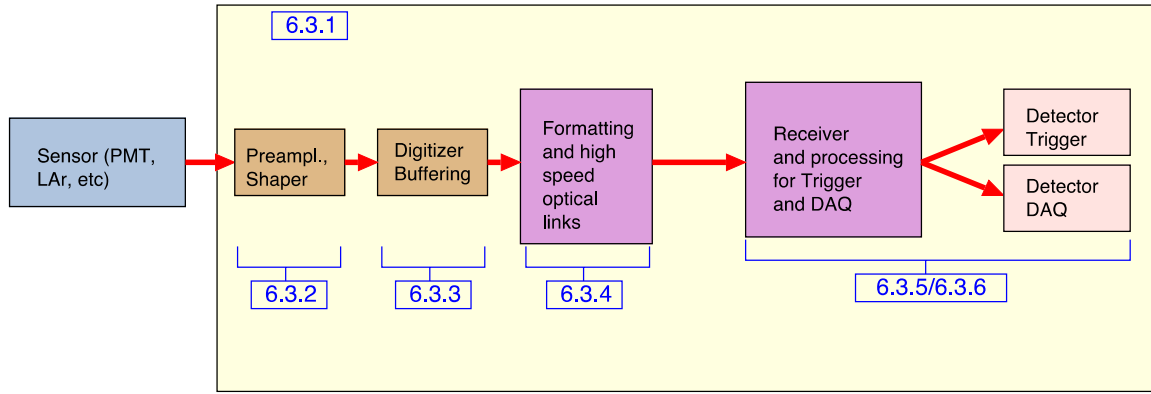 6.3.1
Sensor (PMT,
LAr, etc)
Preampl.,
Shaper
Digitizer
Buffering
Formatting
and high
speed
optical
links
Receiver
and processing
for Trigger
and DAQ
Detector
Trigger
Detector
DAQ
6.3.2
6.3.3
6.3.4
6.3.5/6.3.6